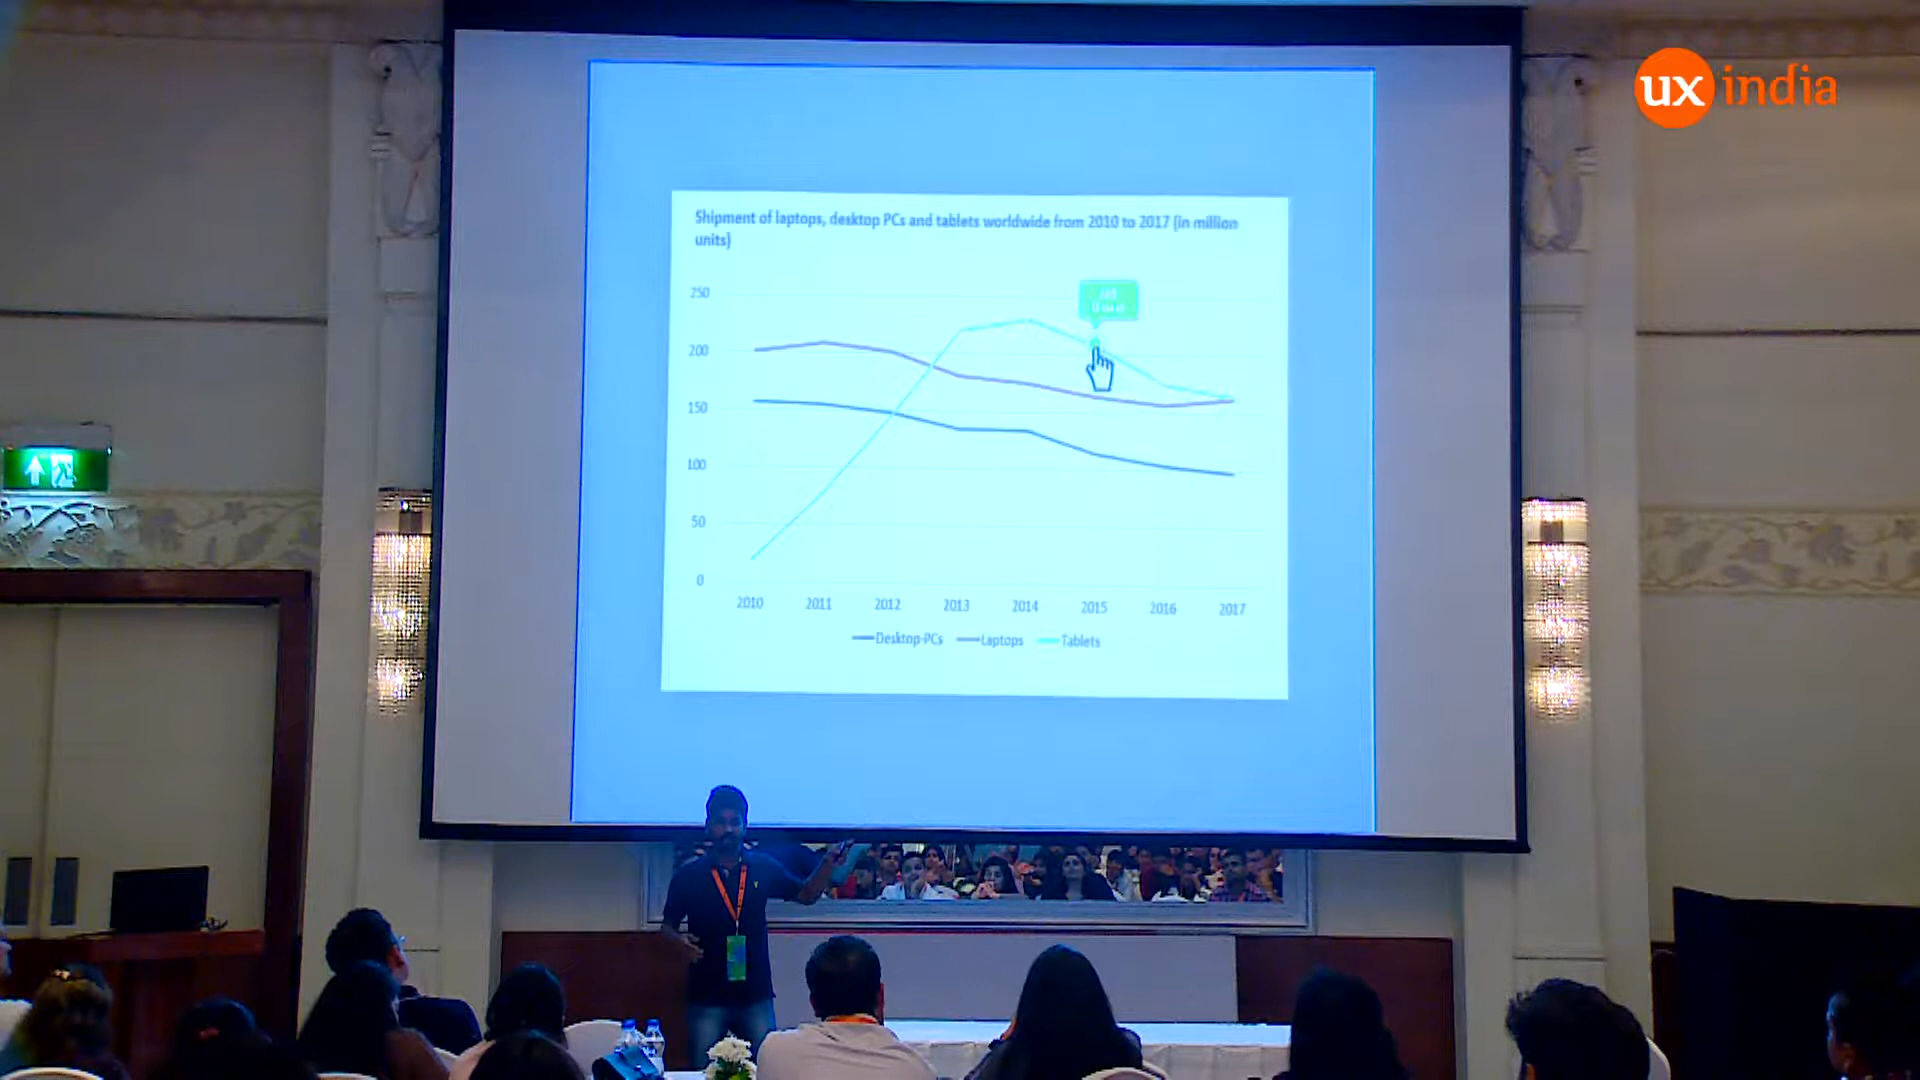 ux india
Shipment of laptops, desktop PCs and tablets worldwide from 2010 to 2017 (in million
units)
250
200
150
100
50
0
2010 2011 2012 2013 2014 2015 2016 2017
Desktop-PCs Laptops Tablets